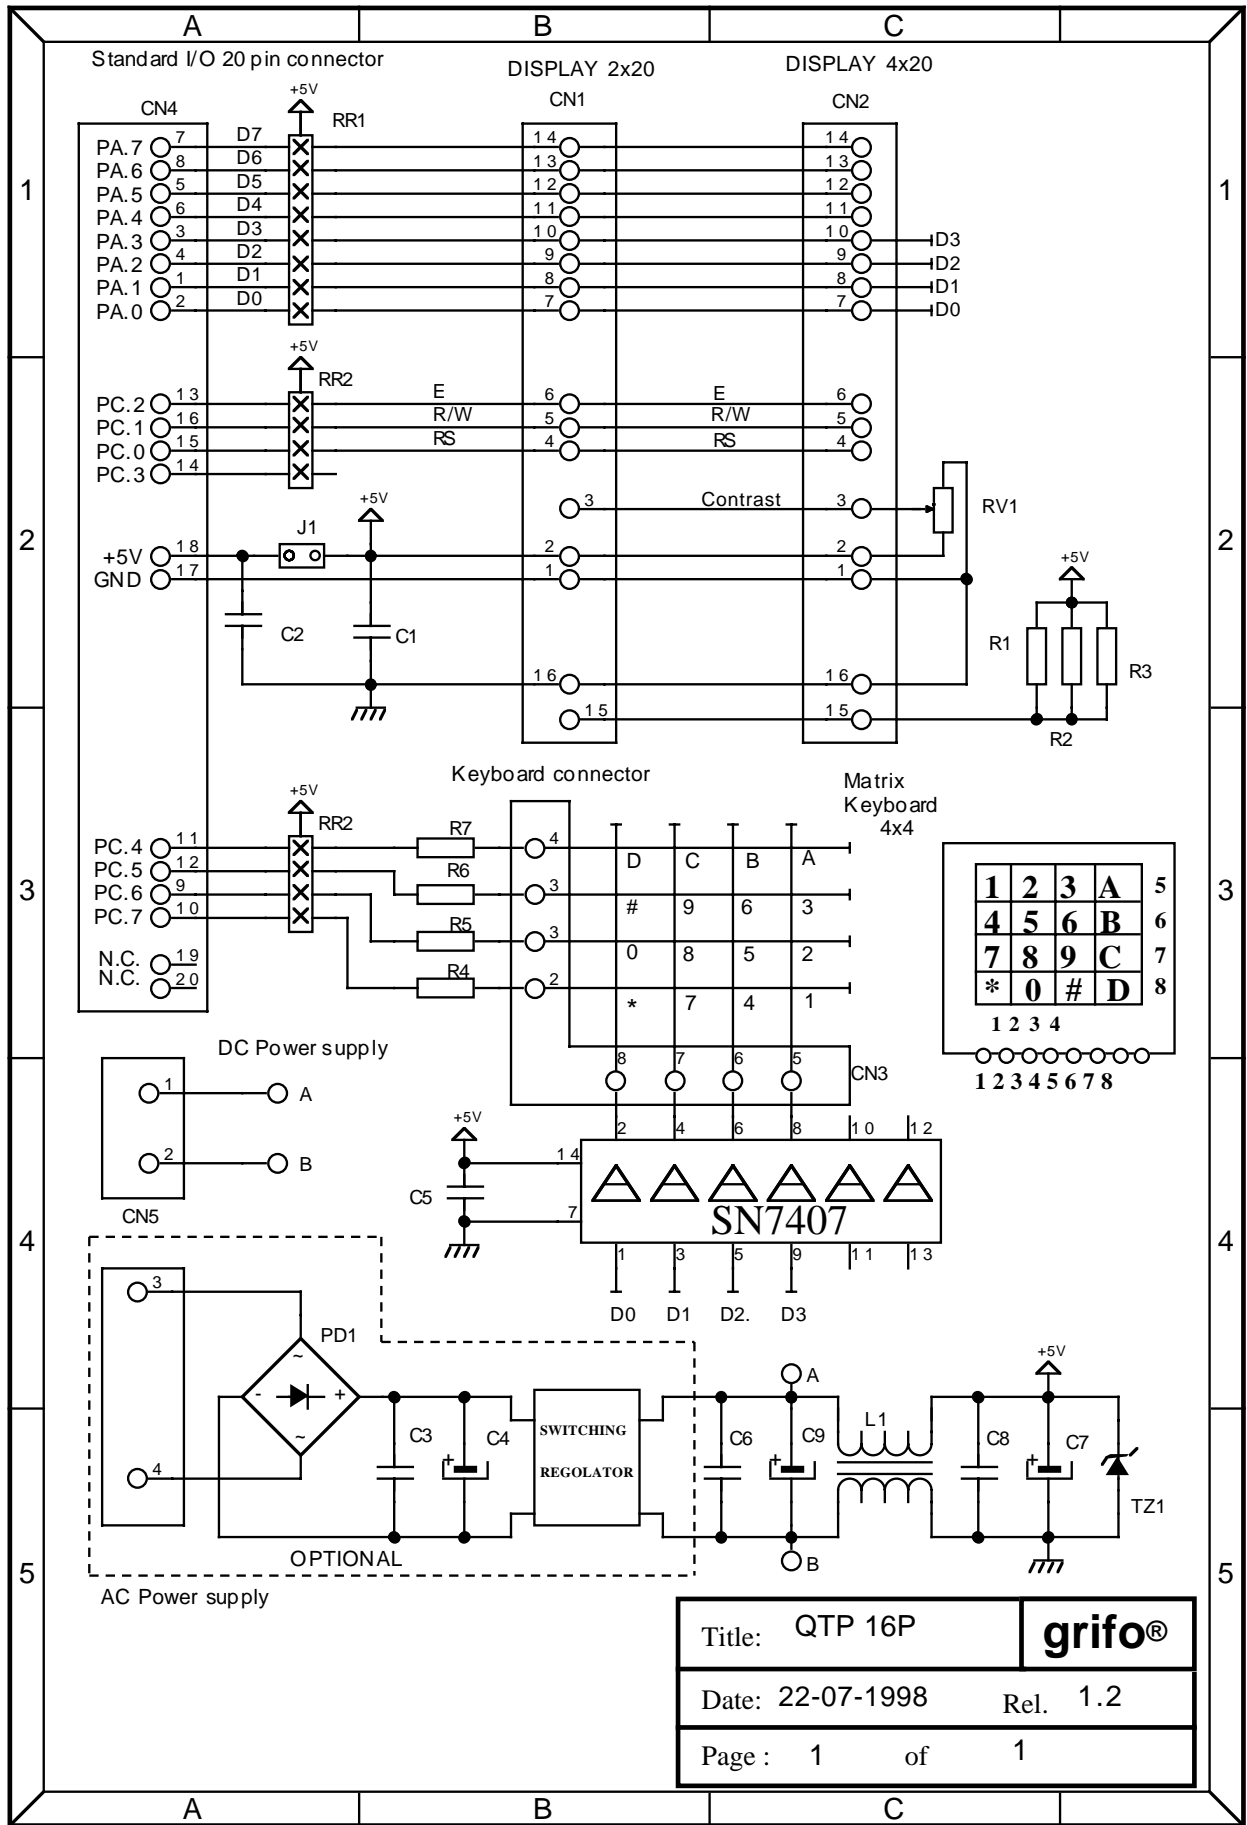 A B C
Standard I/O 20 pin connector
DISPLAY 2x20
DISPLAY 4x20
CN4
+5V
RR1
CN1
CN2
PA.7 7 D7 14 14
PA.6 8 D6 13 13
PA.5 5 D5 12 12
PA.4 6 D4 11 11
PA.3 3 D3 10 10 D3
PA.2 4 D2 9 9 D2
PA.1 1 D1 8 8 D1
PA.0 2 D0 7 7 D0
1 1
+5V
RR2
PC.2 13 E 6 E 6
PC.1 16 R/W 5 R/W 5
PC.0 15 RS 4 RS 4
PC.3 14
+5V
3 Contrast 3 RV1
J1
2 2
+5V 18 2 2
GND 17 1 1
+5V
C2 C1
R1 R3
16 16
15 15
R2
Keyboard connector
Matrix
Keyboard
4x4
+5V
RR2
PC.4 11 R7 4
PC.5 12 R6 3
PC.6 9 R5 3
PC.7 10 R4 2
D C B A
# 9 6 3
0 8 5 2
* 7 4 1
N.C. 19
N.C. 20
3 3
1 2 3 A 5
4 5 6 B 6
7 8 9 C 7
* 0 # D 8
1 2 3 4
1 2 3 4 5 6 7 8
DC Power supply
8 7 6 5
CN3
1 A
2 B
CN5
+5V
2 4 6 8 10 12
14
C5
7
SN7407
1 3 5 9 11 13
D0 D1 D2. D3
4 4
3
PD1
~
- +
~
4
C3 C4
+
SWITCHING
REGOLATOR
OPTIONAL
AC Power supply
A
+5V
C6 C9 L1 C8 C7
+ +
TZ1
B
5 5
Title: QTP 16P grifo®
Date: 22-07-1998 Rel. 1.2
Page : 1 of 1
A B C